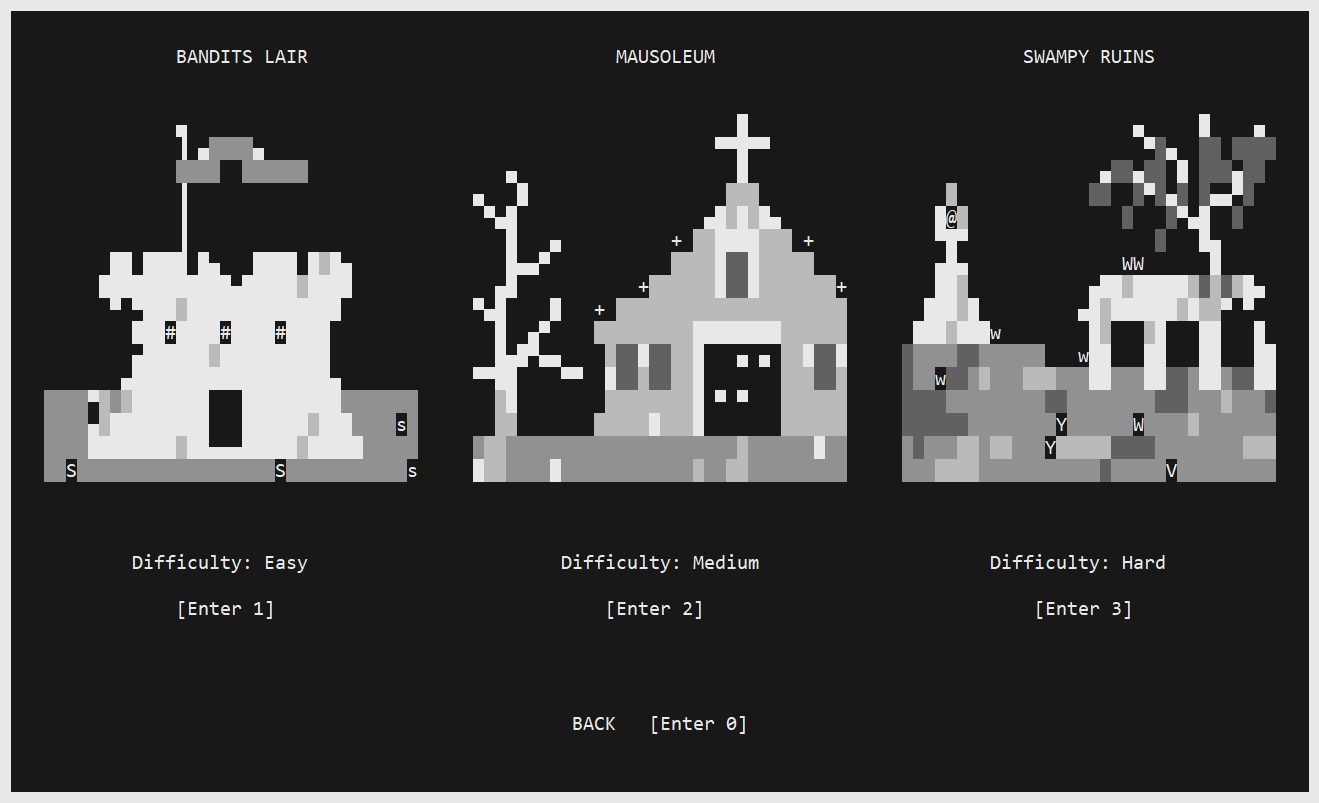 BANDITS LAIR
MAUSOLEUM
SWAMPY RUINS
@
+ +
WW
+ +
+
# # #
w
w
w
s
Y W
Y
S S s
V
Difficulty: Easy
Difficulty: Medium
Difficulty: Hard
[Enter 1]
[Enter 2]
[Enter 3]
BACK [Enter 0]